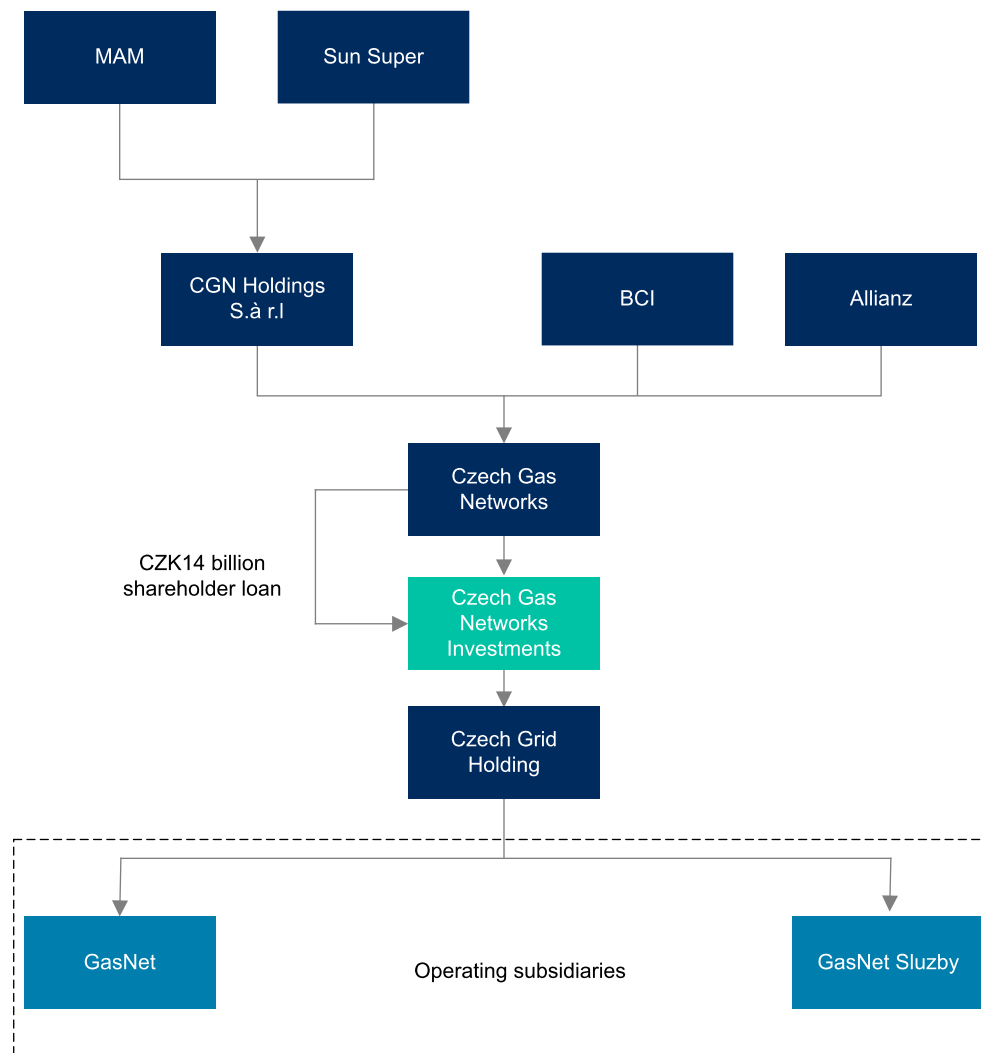 MAM
Sun Super
CGN Holdings
S.à r.l
BCI
Allianz
Czech Gas
Networks
CZK14 billion
shareholder loan
Czech Gas
Networks
Investments
Czech Grid
Holding
GasNet
Operating subsidiaries
GasNet Sluzby